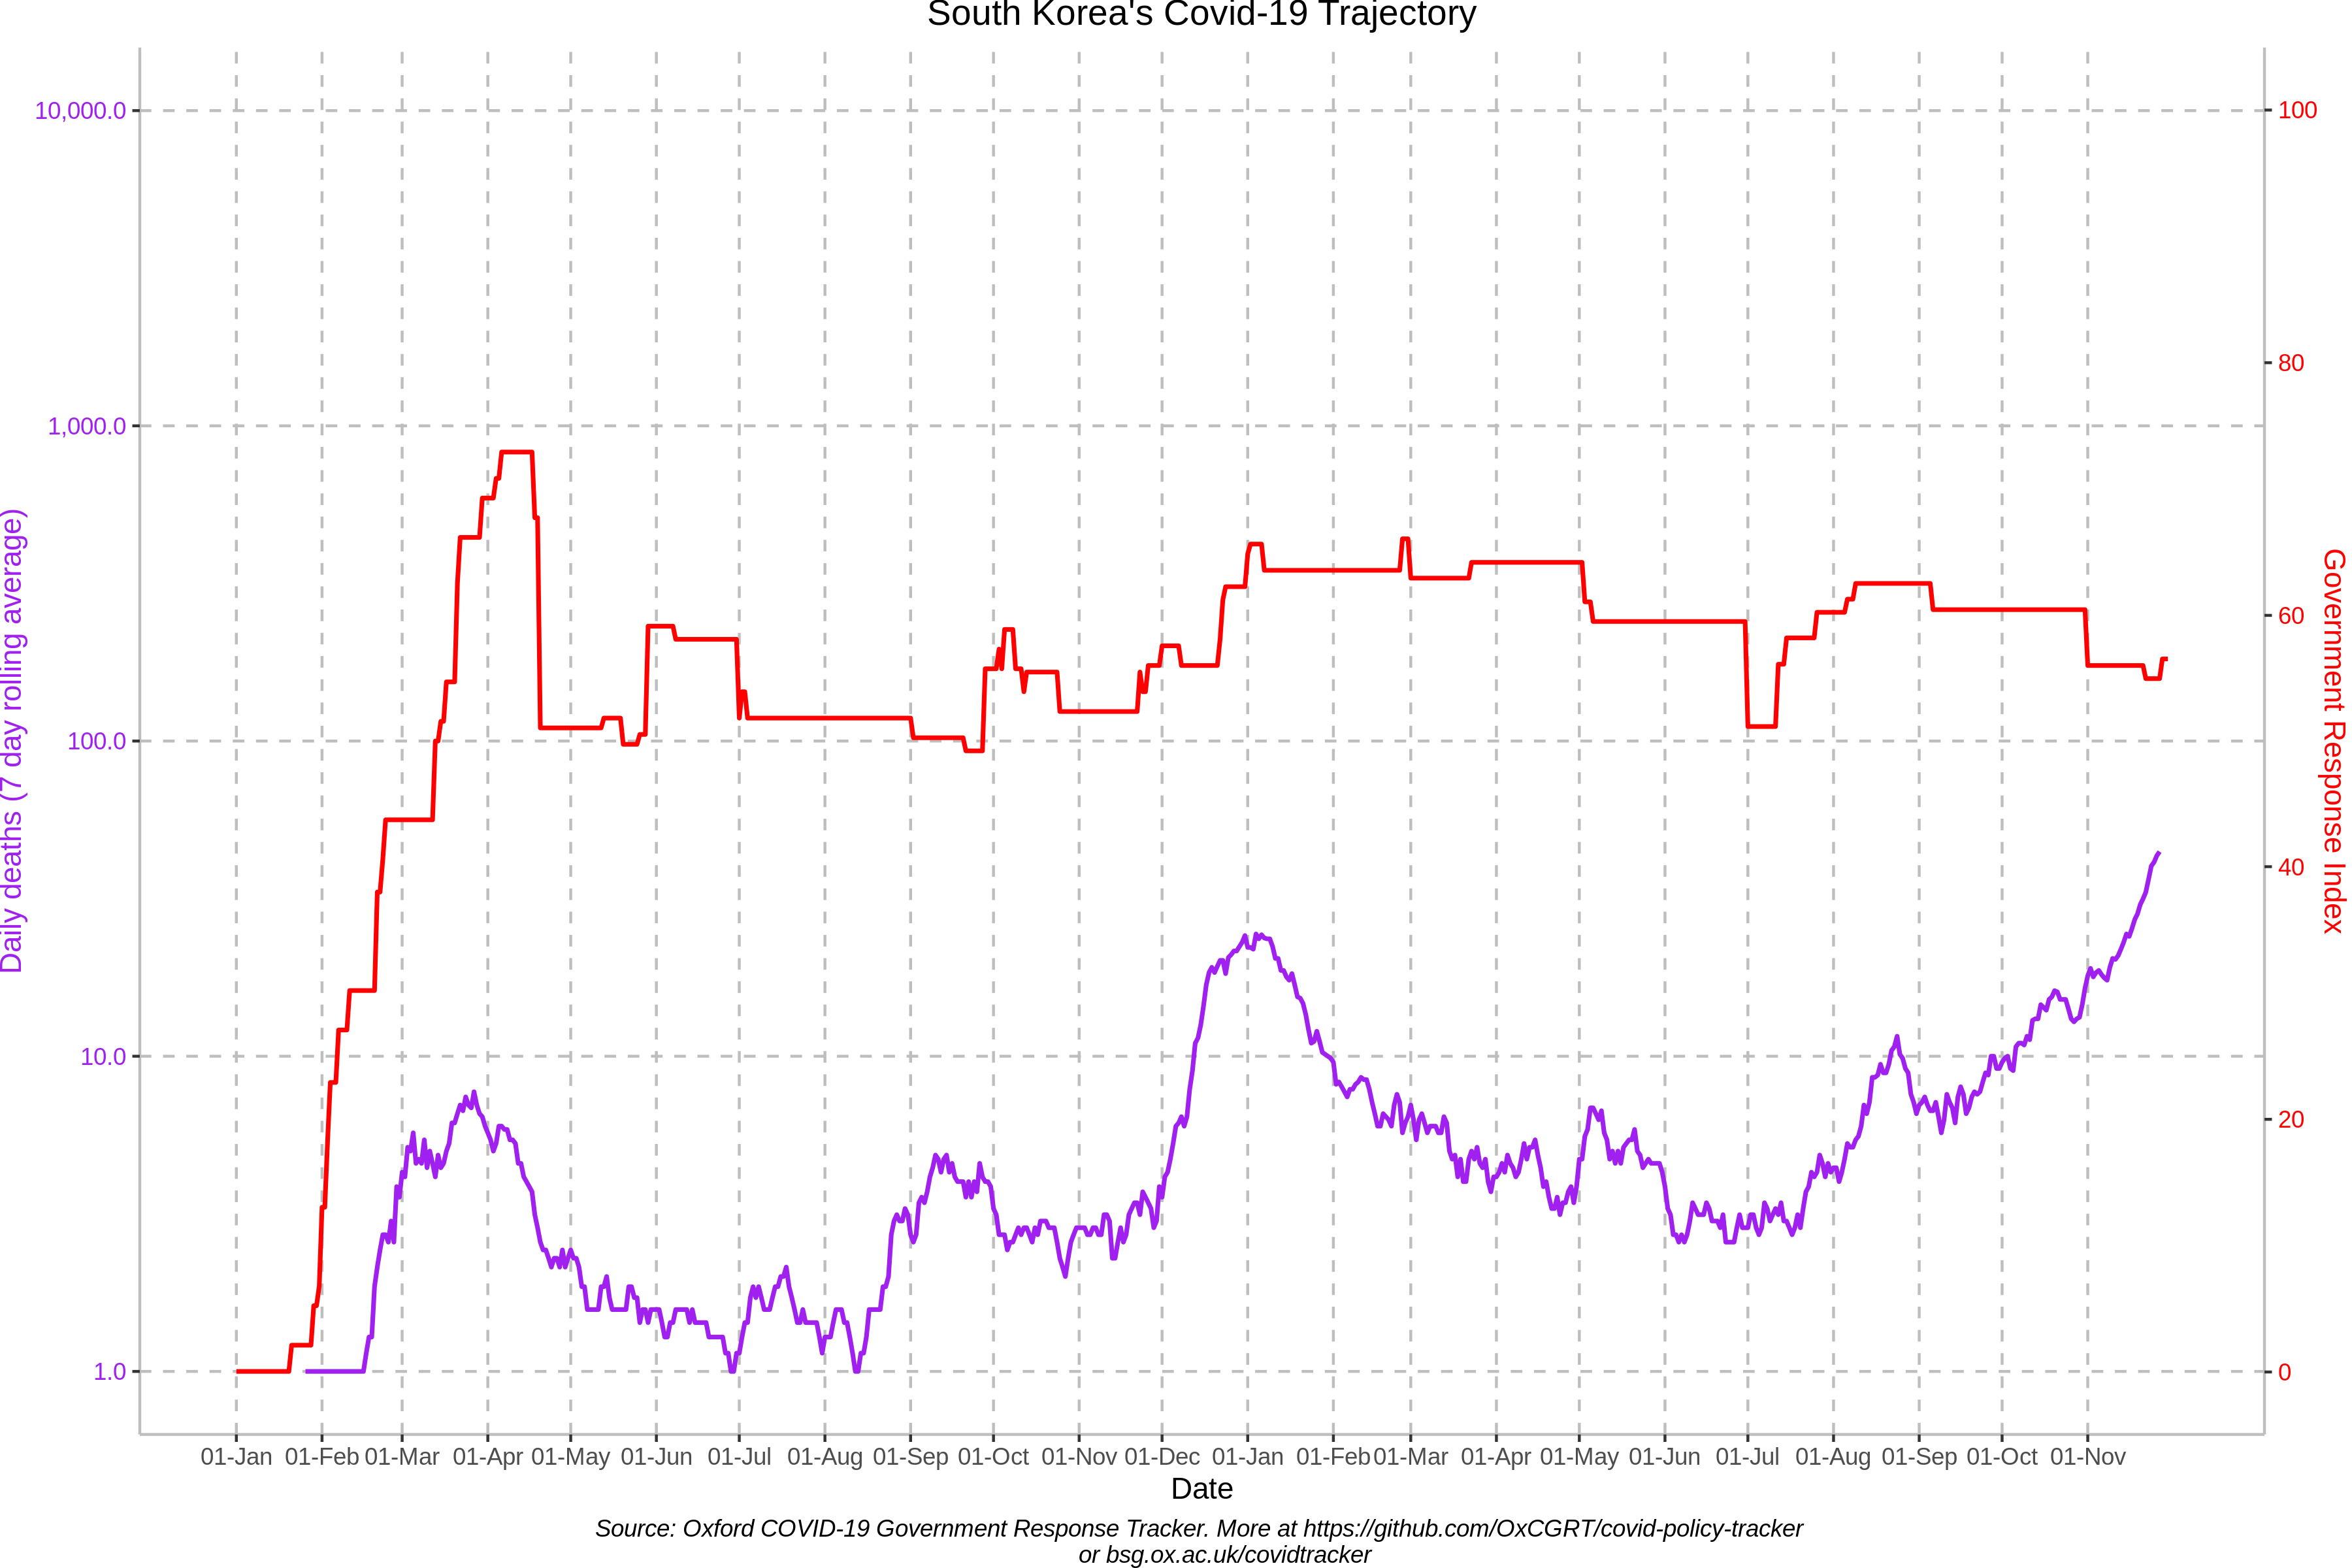 South Korea's Covid-19 Trajectory
10,000.0
1,000.0
100.0
10.0
1.0
Daily deaths (7 day rolling average)
100
80
60
40
20
0
Government Response Index
01-Jan 01-Feb 01-Mar 01-Apr 01-May 01-Jun 01-Jul 01-Aug 01-Sep 01-Oct 01-Nov 01-Dec 01-Jan 01-Feb 01-Mar 01-Apr 01-May 01-Jun 01-Jul 01-Aug 01-Sep 01-Oct 01-Nov
Date
Source: Oxford COVID-19 Government Response Tracker. More at https://github.com/OxCGRT/covid-policy-tracker
or bsg.ox.ac.uk/covidtracker